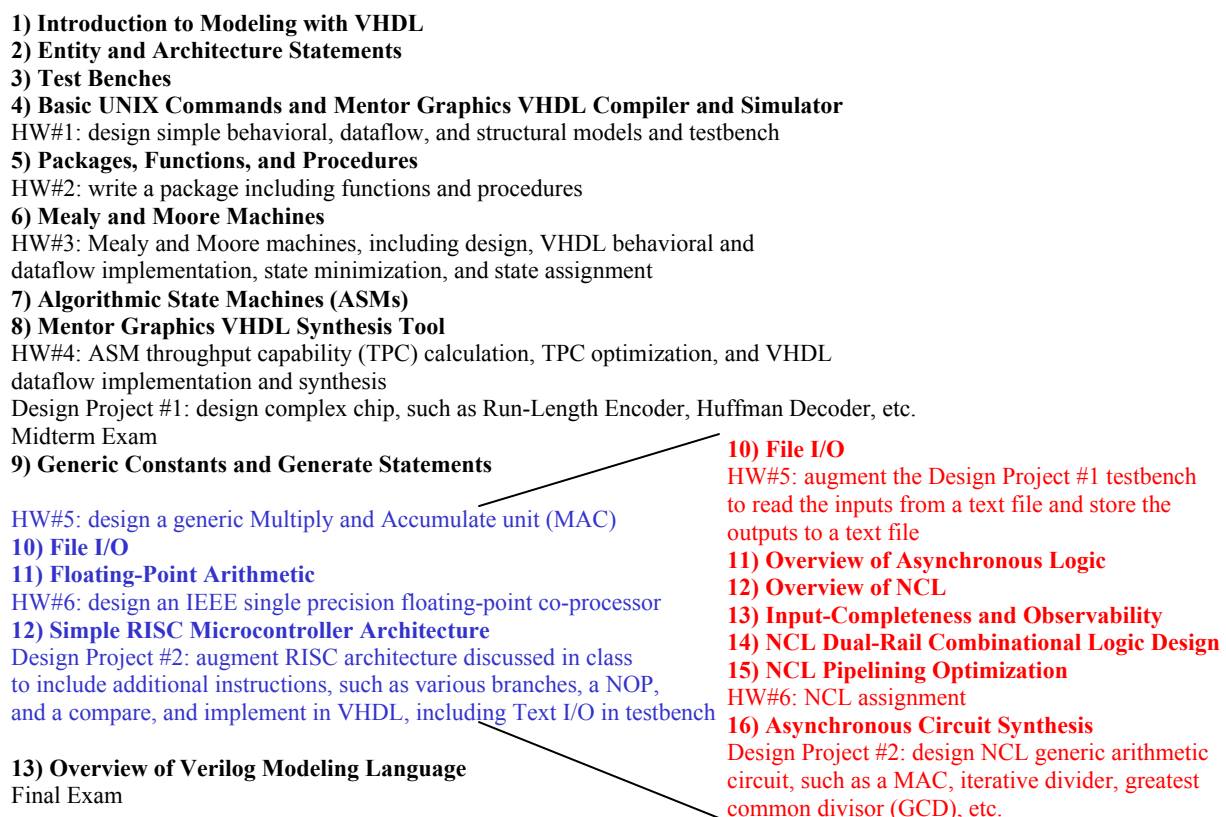 1) Introduction to Modeling with VHDL
2) Entity and Architecture Statements
3) Test Benches
4) Basic UNIX Commands and Mentor Graphics VHDL Compiler and Simulator
HW#1: design simple behavioral, dataflow, and structural models and testbench
5) Packages, Functions, and Procedures
HW#2: write a package including functions and procedures
6) Mealy and Moore Machines
HW#3: Mealy and Moore machines, including design, VHDL behavioral and
dataflow implementation, state minimization, and state assignment
7) Algorithmic State Machines (ASMs)
8) Mentor Graphics VHDL Synthesis Tool
HW#4: ASM throughput capability (TPC) calculation, TPC optimization, and VHDL
dataflow implementation and synthesis
Design Project #1: design complex chip, such as Run-Length Encoder, Huffman Decoder, etc.
Midterm Exam
9) Generic Constants and Generate Statements
HW#5: design a generic Multiply and Accumulate unit (MAC)
10) File I/O
11) Floating-Point Arithmetic
HW#6: design an IEEE single precision floating-point co-processor
12) Simple RISC Microcontroller Architecture
Design Project #2: augment RISC architecture discussed in class
to include additional instructions, such as various branches, a NOP,
and a compare, and implement in VHDL, including Text I/O in testbench
13) Overview of Verilog Modeling Language
Final Exam
10) File I/O
HW#5: augment the Design Project #1 testbench
to read the inputs from a text file and store the
outputs to a text file
11) Overview of Asynchronous Logic
12) Overview of NCL
13) Input-Completeness and Observability
14) NCL Dual-Rail Combinational Logic Design
15) NCL Pipelining Optimization
HW#6: NCL assignment
16) Asynchronous Circuit Synthesis
Design Project #2: design NCL generic arithmetic
circuit, such as a MAC, iterative divider, greatest
common divisor (GCD), etc.